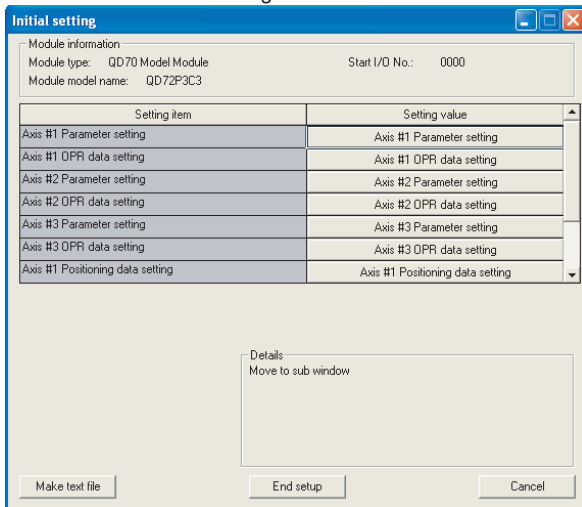 Initial setting
Module information
Module type: QD70 Model Module Start I/O No.: 0000
Module model name: QD72P3C3
Setting item Setting value
Axis #1 Parameter setting Axis #1 Parameter setting
Axis #1 OPR data setting Axis #1 OPR data setting
Axis #2 Parameter setting Axis #2 Parameter setting
Axis #2 OPR data setting Axis #2 OPR data setting
Axis #3 Parameter setting Axis #3 Parameter setting
Axis #3 OPR data setting Axis #3 OPR data setting
Axis #1 Positioning data setting Axis #1 Positioning data setting
Details
Move to sub window
Make text file End setup Cancel